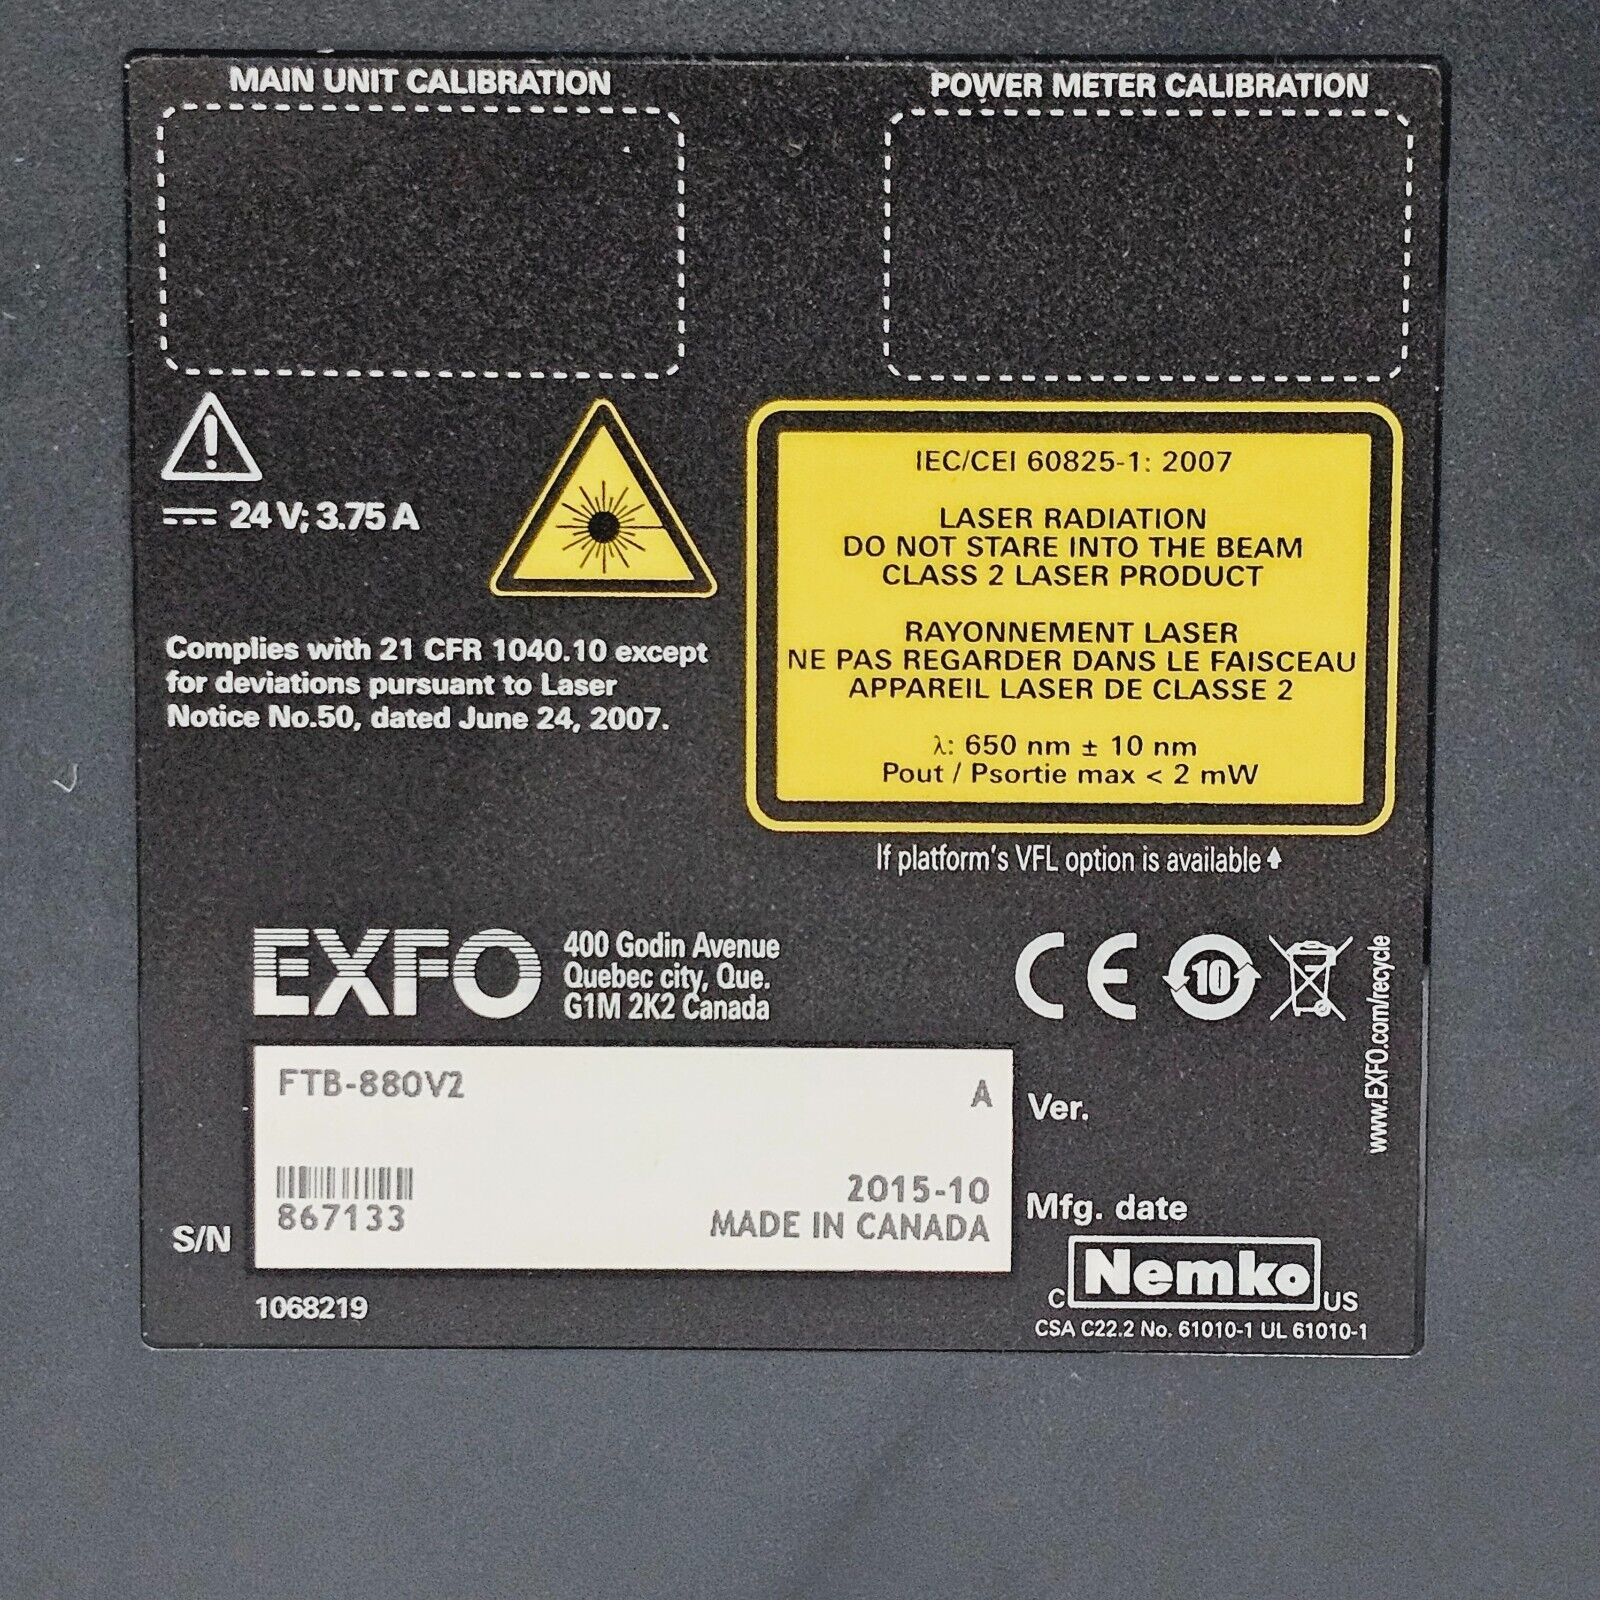 MAIN UNIT CALIBRATION
POWER METER CALIBRATION
24 V; 3.75 A
Complies with 21 CFR 1040.10 except
for deviations pursuant to Laser
Notice No.50, dated June 24, 2007.
IEC/CEI 60825-1: 2007
LASER RADIATION
DO NOT STARE INTO THE BEAM
CLASS 2 LASER PRODUCT
RAYONNEMENT LASER
NE PAS REGARDER DANS LE FAISCEAU
APPAREIL LASER DE CLASSE 2
λ: 650 nm ± 10 nm
Pout / Psortie max < 2 mW
If platform's VFL option is available
EXFO
400 Godin Avenue
Quebec city, Que.
G1M 2K2 Canada
CE
10
www.EXFO.com/recycle
FTB-880V2
A
Ver.
867133
S/N
2015-10
MADE IN CANADA
Mfg. date
1068219
C Nemko US
CSA C22.2 No. 61010-1 UL 61010-1